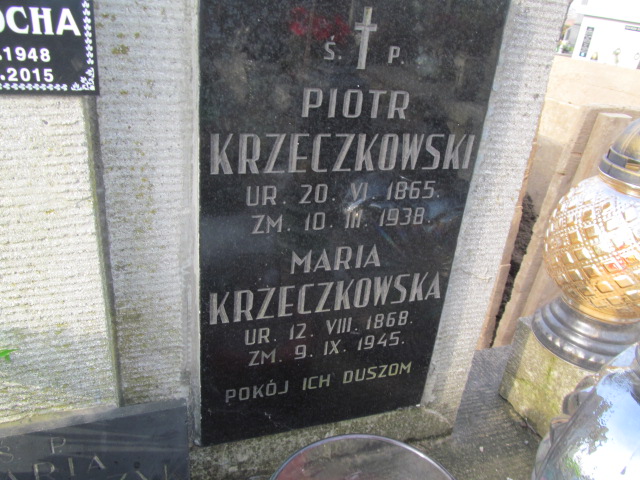 OCHA
1948
2015
Ś. P.
PIOTR
KRZECZKOWSKI
UR. 20. VI. 1865.
ZM. 10. III. 1938.
MARIA
KRZECZKOWSKA
UR. 12. VIII. 1868.
ZM. 9. IX. 1945.
POKÓJ ICH DUSZOM
Ś P.
ARIA